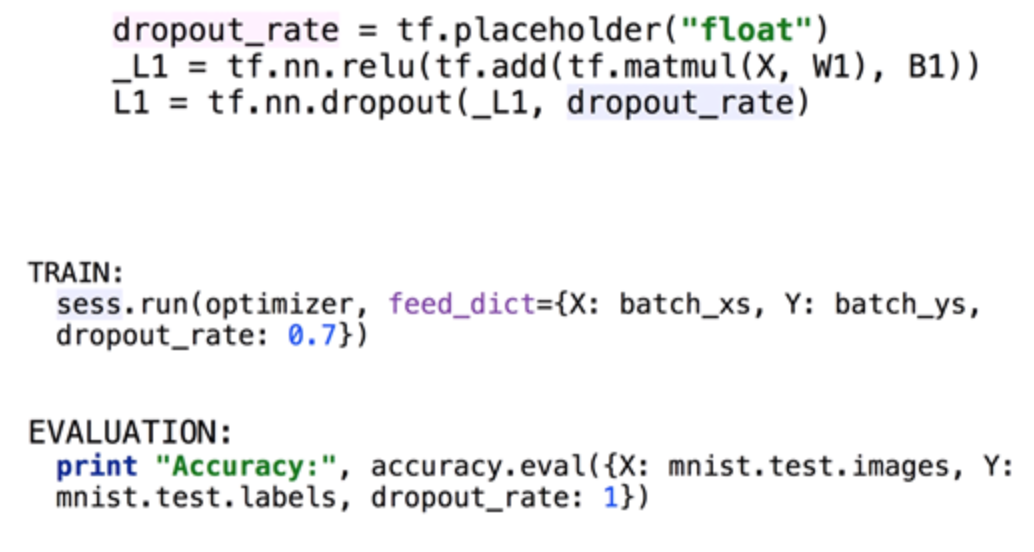 dropout_rate = tf.placeholder("float")
_L1 = tf.nn.relu(tf.add(tf.matmul(X, W1), B1))
L1 = tf.nn.dropout(_L1, dropout_rate)
TRAIN:
sess.run(optimizer, feed_dict={X: batch_xs, Y: batch_ys,
dropout_rate: 0.7})
EVALUATION:
print "Accuracy:", accuracy.eval({X: mnist.test.images, Y:
mnist.test.labels, dropout_rate: 1})